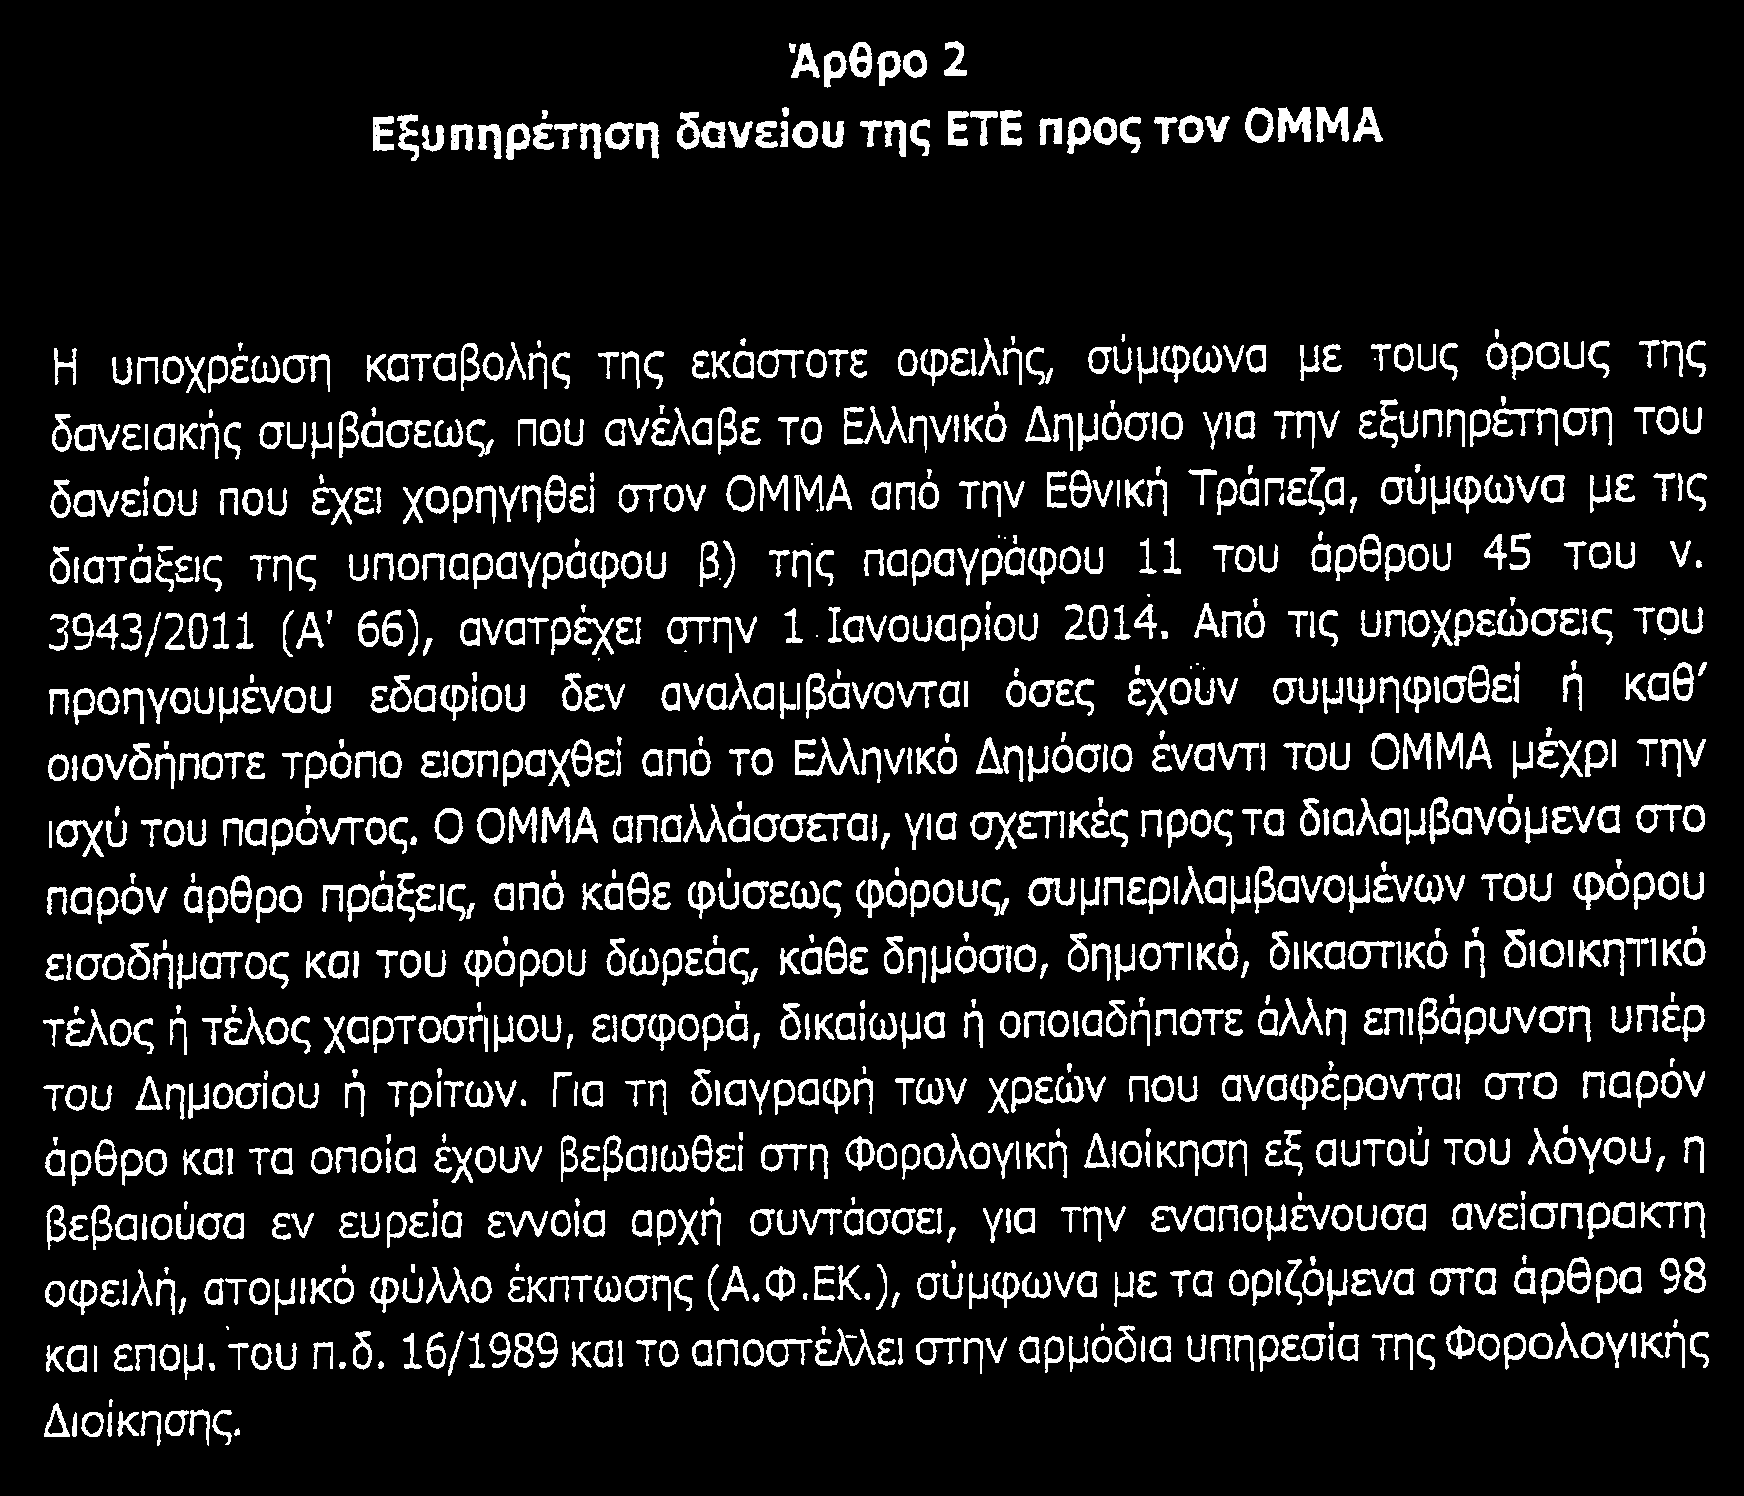 Άρθρο 2
Εξυπηρέτηση δανείου της ΕΤΕ προς τον ΟΜΜΑ
Η υποχρέωση καταβολής της εκάστοτε οφειλής, σύμφωνα με τους όρους της
δανειακής συμβάσεως, που ανέλαβε το Ελληνικό Δημόσιο για την εξυπηρέτηση του
δανείου που έχει χορηγηθεί στον ΟΜΜΑ από την Εθνική Τράπεζα, σύμφωνα με τις
διατάξεις της υποπαραγράφου β) της παραγράφου 11 του άρθρου 45 του ν.
3943/2011 (Α' 66), ανατρέχει στην 1 Ιανουαρίου 2014. Από τις υποχρεώσεις του
προηγουμένου εδαφίου δεν αναλαμβάνονται όσες έχουν συμψηφισθεί ή καθ'
οιονδήποτε τρόπο εισπραχθεί από το Ελληνικό Δημόσιο έναντι του ΟΜΜΑ μέχρι την
ισχύ του παρόντος. Ο ΟΜΜΑ απαλλάσσεται, για σχετικές προς τα διαλαμβανόμενα στο
παρόν άρθρο πράξεις, από κάθε φύσεως φόρους, συμπεριλαμβανομένων του φόρου
εισοδήματος και του φόρου δωρεάς, κάθε δημόσιο, δημοτικό, δικαστικό ή διοικητικό
τέλος ή τέλος χαρτοσήμου, εισφορά, δικαίωμα ή οποιαδήποτε άλλη επιβάρυνση υπέρ
του Δημοσίου ή τρίτων. Για τη διαγραφή των χρεών που αναφέρονται στο παρόν
άρθρο και τα οποία έχουν βεβαιωθεί στη Φορολογική Διοίκηση εξ αυτού του λόγου, η
βεβαιούσα εν ευρεία εννοία αρχή συντάσσει, για την εναπομένουσα ανείσπρακτη
οφειλή, ατομικό φύλλο έκπτωσης (Α.Φ.ΕΚ.), σύμφωνα με τα οριζόμενα στα άρθρα 98
και επομ. του π.δ. 16/1989 και το αποστέλλει στην αρμόδια υπηρεσία της Φορολογικής
Διοίκησης.